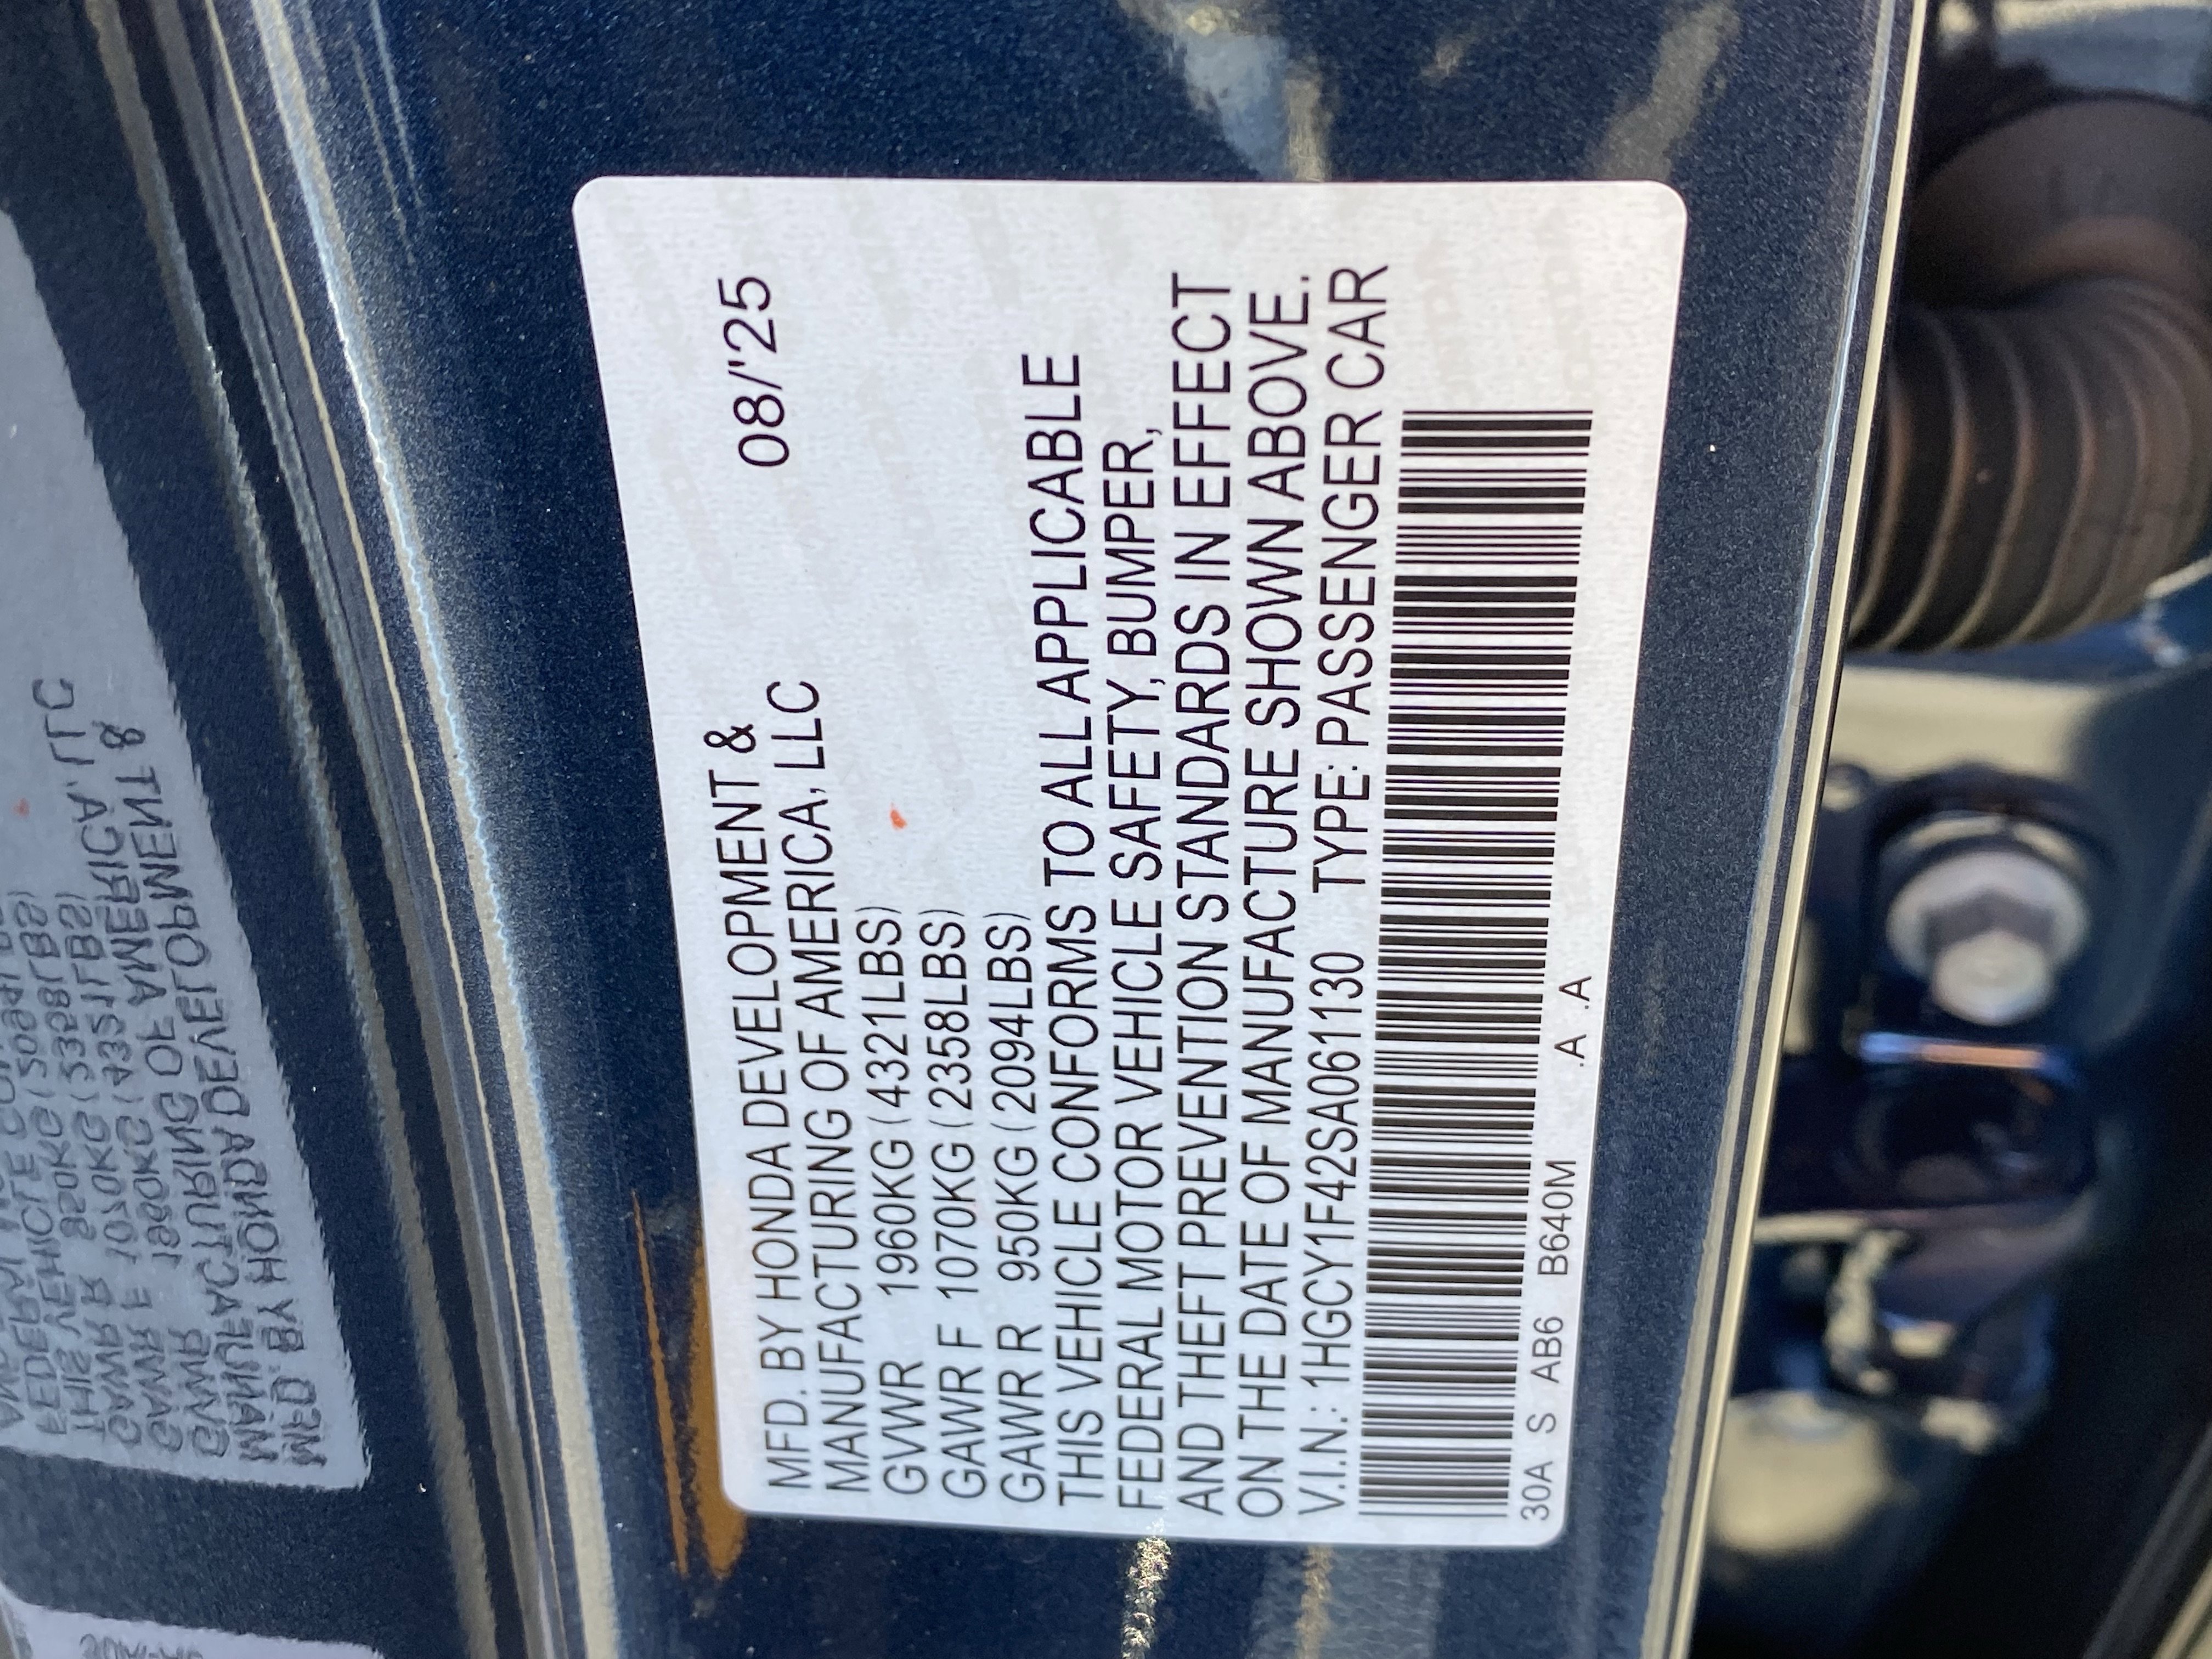 MFD. BY HONDA DEVELOPMENT & 08/'25
MANUFACTURING OF AMERICA, LLC
GVWR 1960KG (4321LBS)
GAWR F 1070KG (2358LBS)
GAWR R 950KG (2094LBS)
THIS VEHICLE CONFORMS TO ALL APPLICABLE
FEDERAL MOTOR VEHICLE SAFETY, BUMPER,
AND THEFT PREVENTION STANDARDS IN EFFECT
ON THE DATE OF MANUFACTURE SHOWN ABOVE.
V.I.N.: 1HGCY1F42SA061130 TYPE: PASSENGER CAR
30A S AB6 B640M .A .A